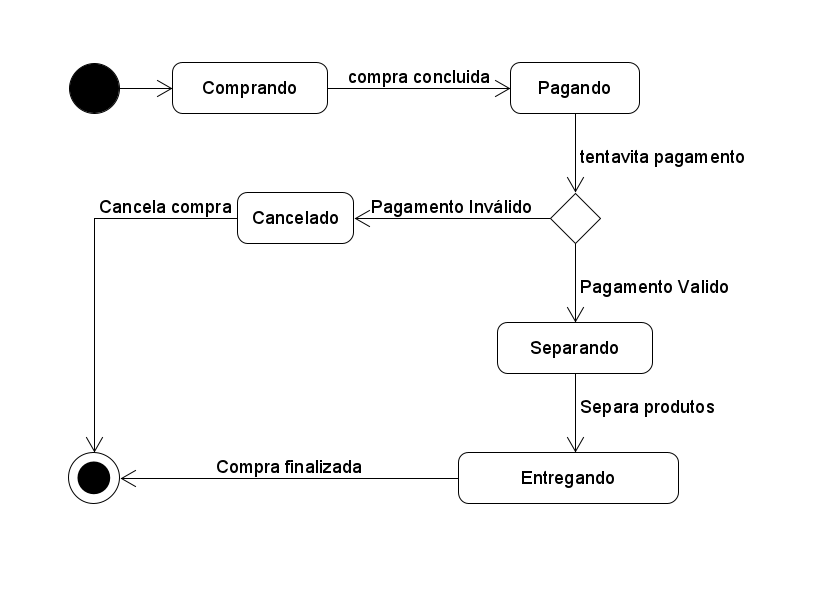 Comprando
compra concluida
Pagando
tentavita pagamento
Cancela compra
Cancelado
Pagamento Inválido
Pagamento Valido
Separando
Separa produtos
Compra finalizada
Entregando